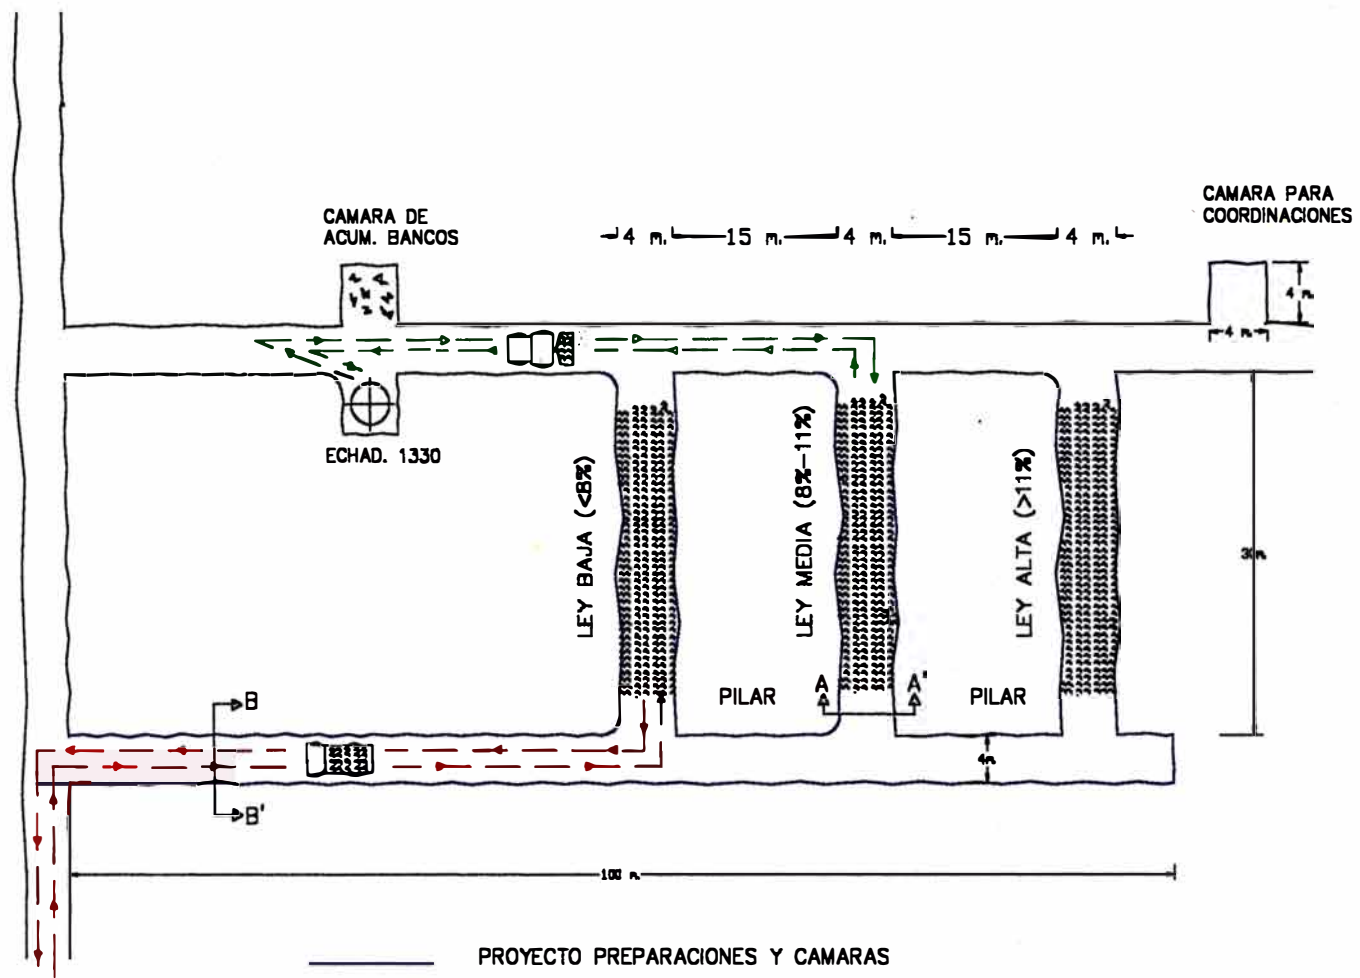 CAMARA PARA
COORDINACIONES
CAMARA DE
ACUM. BANCOS
4 m. 15 m. 4 m. 15 m. 4 m.
4 m.
4 m.
ECHAD. 1330
LEY BAJA (<8%)
LEY MEDIA (8%-11%)
LEY ALTA (>11%)
30m.
PILAR
A A'
PILAR
B
4m.
B'
100 m.
PROYECTO PREPARACIONES Y CAMARAS